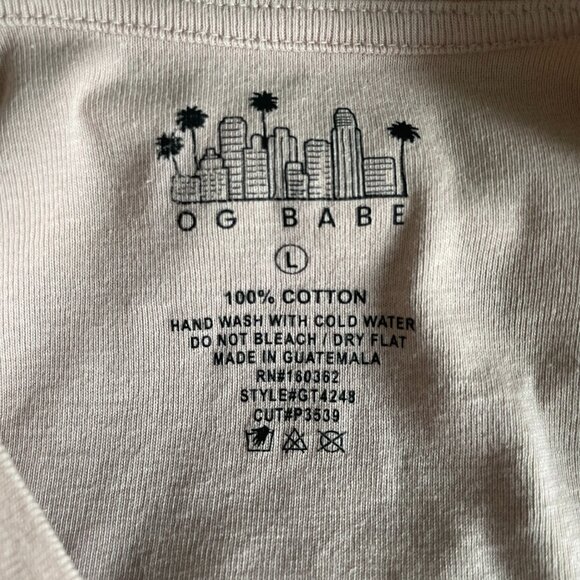 OG BABE
L
100% COTTON
HAND WASH WITH COLD WATER
DO NOT BLEACH / DRY FLAT
MADE IN GUATEMALA
RN#160362
STYLE#GT4248
CUT#P3539